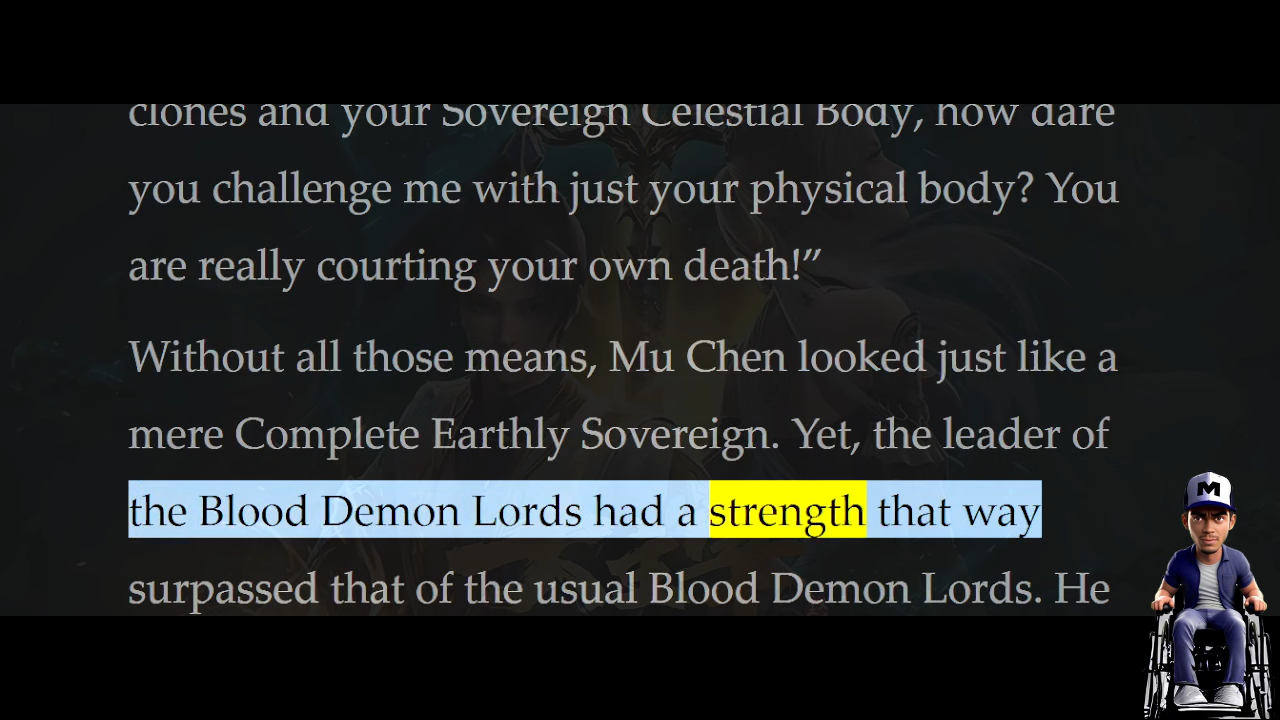 clones and your Sovereign Celestial Body, how dare
you challenge me with just your physical body? You
are really courting your own death!”
Without all those means, Mu Chen looked just like a
mere Complete Earthly Sovereign. Yet, the leader of
the Blood Demon Lords had a strength that way
surpassed that of the usual Blood Demon Lords. He
M